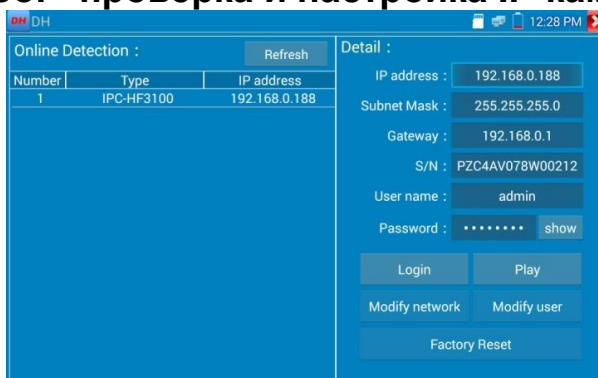 проверка и настройка IP
DH DH
12:28 PM
Online Detection :
Refresh
Number Type IP address
1 IPC-HF3100 192.168.0.188
Detail :
IP address : 192.168.0.188
Subnet Mask : 255.255.255.0
Gateway : 192.168.0.1
S/N : PZC4AV078W00212
User name : admin
Password : •••••••• show
Login Play
Modify network Modify user
Factory Reset